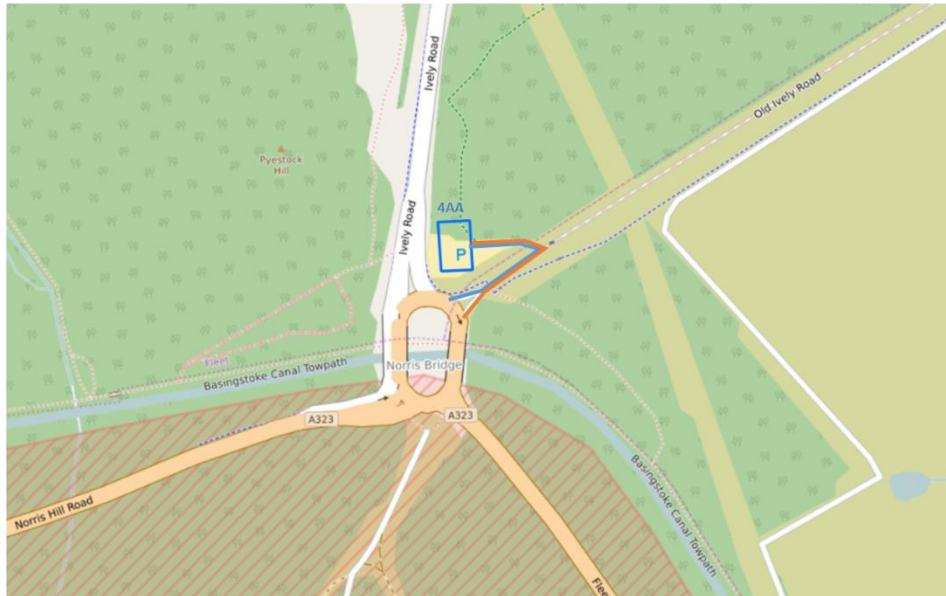 Ively Road
Old Ively Road
Pyestock
Hill
4AA
Ively Road
P
Fleet
Norris Bridge
Basingstoke Canal Towpath
A323
A323
Basingstoke Canal Towpath
Norris Hill Road
Flee